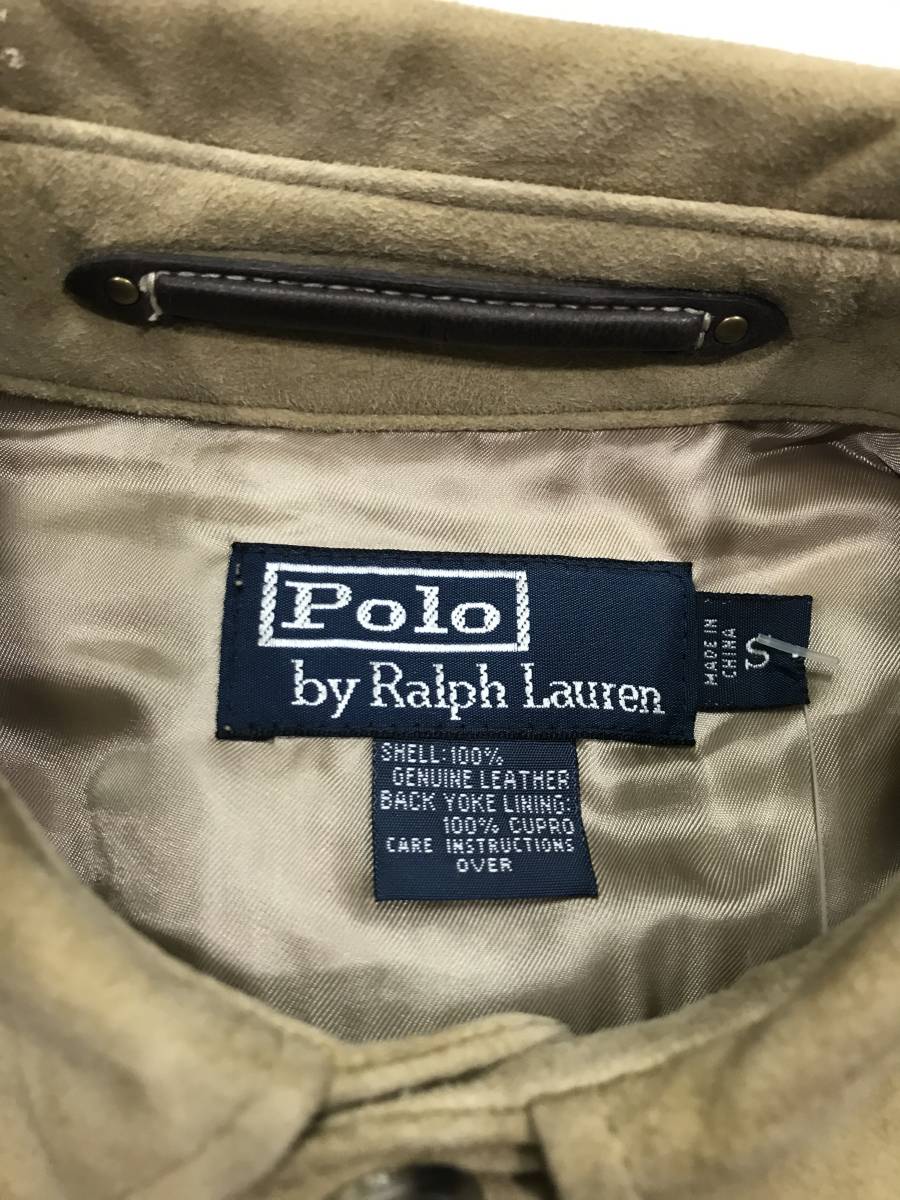 Polo
by Ralph Lauren
MADE IN
CHINA
S
SHELL: 100%
GENUINE LEATHER
BACK YOKE LINING:
100% CUPRO
CARE INSTRUCTIONS
OVER